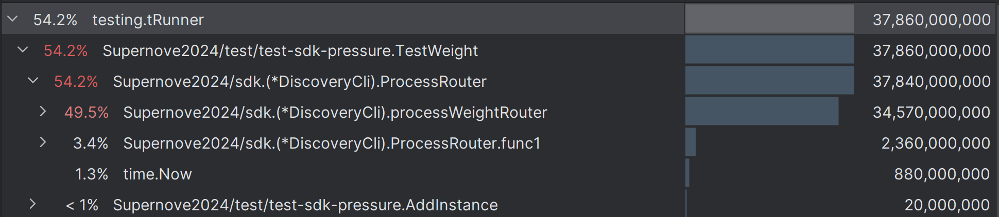 54.2% testing.tRunner 37,860,000,000
54.2% Supernove2024/test/test-sdk-pressure.TestWeight 37,860,000,000
54.2% Supernove2024/sdk.(*DiscoveryCli).ProcessRouter 37,840,000,000
49.5% Supernove2024/sdk.(*DiscoveryCli).processWeightRouter 34,570,000,000
3.4% Supernove2024/sdk.(*DiscoveryCli).ProcessRouter.func1 2,360,000,000
1.3% time.Now 880,000,000
< 1% Supernove2024/test/test-sdk-pressure.AddInstance 20,000,000